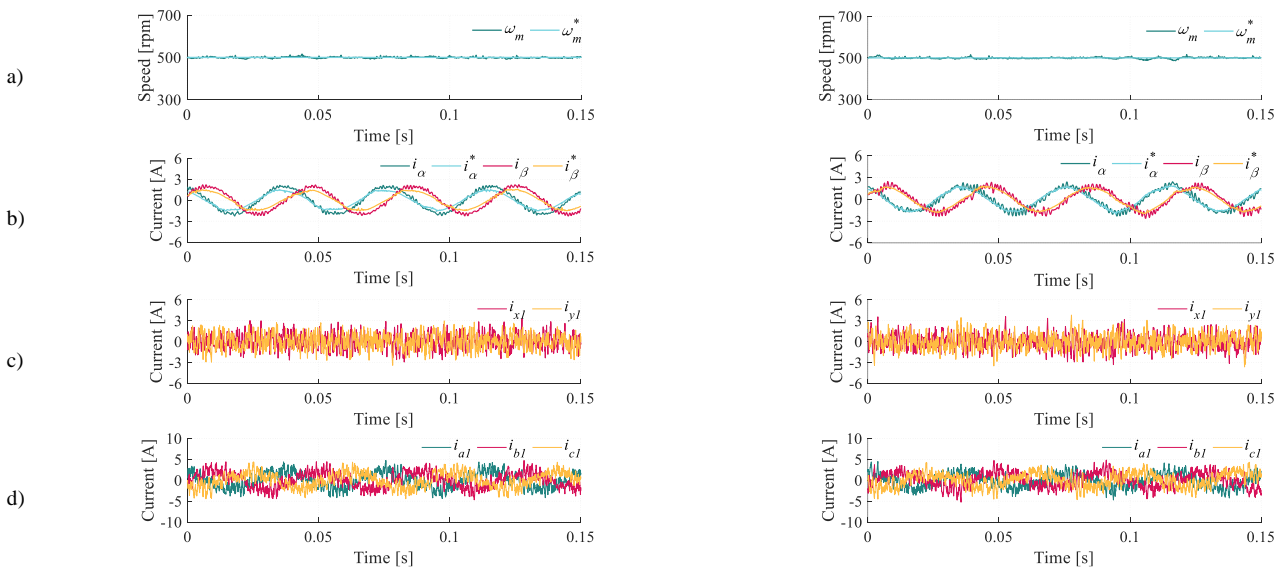 a)
Speed [rpm]
700
500
300
ω_m ω_m^*
0 0.05 0.1 0.15
Time [s]
Speed [rpm]
700
500
300
ω_m ω_m^*
0 0.05 0.1 0.15
Time [s]
b)
Current [A]
6
3
0
-3
-6
i_α i_α^* i_β i_β^*
0 0.05 0.1 0.15
Time [s]
Current [A]
6
3
0
-3
-6
i_α i_α^* i_β i_β^*
0 0.05 0.1 0.15
Time [s]
c)
Current [A]
6
3
0
-3
-6
i_x1 i_y1
0 0.05 0.1 0.15
Time [s]
Current [A]
6
3
0
-3
-6
i_x1 i_y1
0 0.05 0.1 0.15
Time [s]
d)
Current [A]
10
5
0
-5
-10
i_a1 i_b1 i_c1
0 0.05 0.1 0.15
Time [s]
Current [A]
10
5
0
-5
-10
i_a1 i_b1 i_c1
0 0.05 0.1 0.15
Time [s]